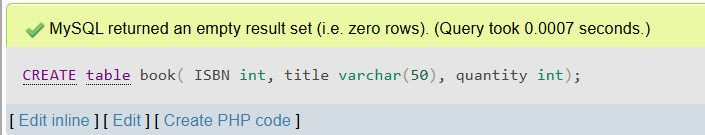 MySQL returned an empty result set (i.e. zero rows). (Query took 0.0007 seconds.)
CREATE table book( ISBN int, title varchar(50), quantity int);
[ Edit inline ] [ Edit ] [ Create PHP code ]